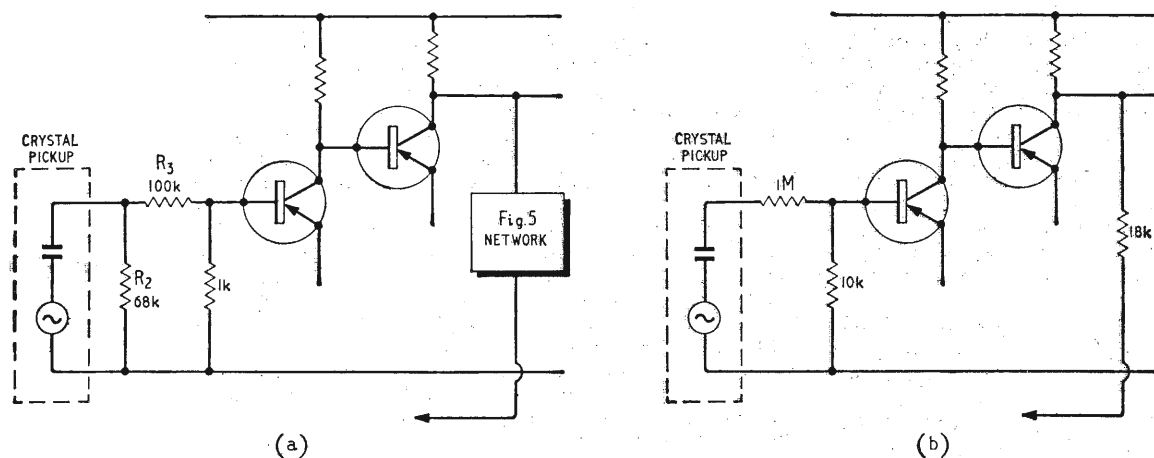 CRYSTAL
PICKUP
R3
100k
R2
68k
1k
Fig.5
NETWORK
(a)
CRYSTAL
PICKUP
1M
10k
18k
(b)